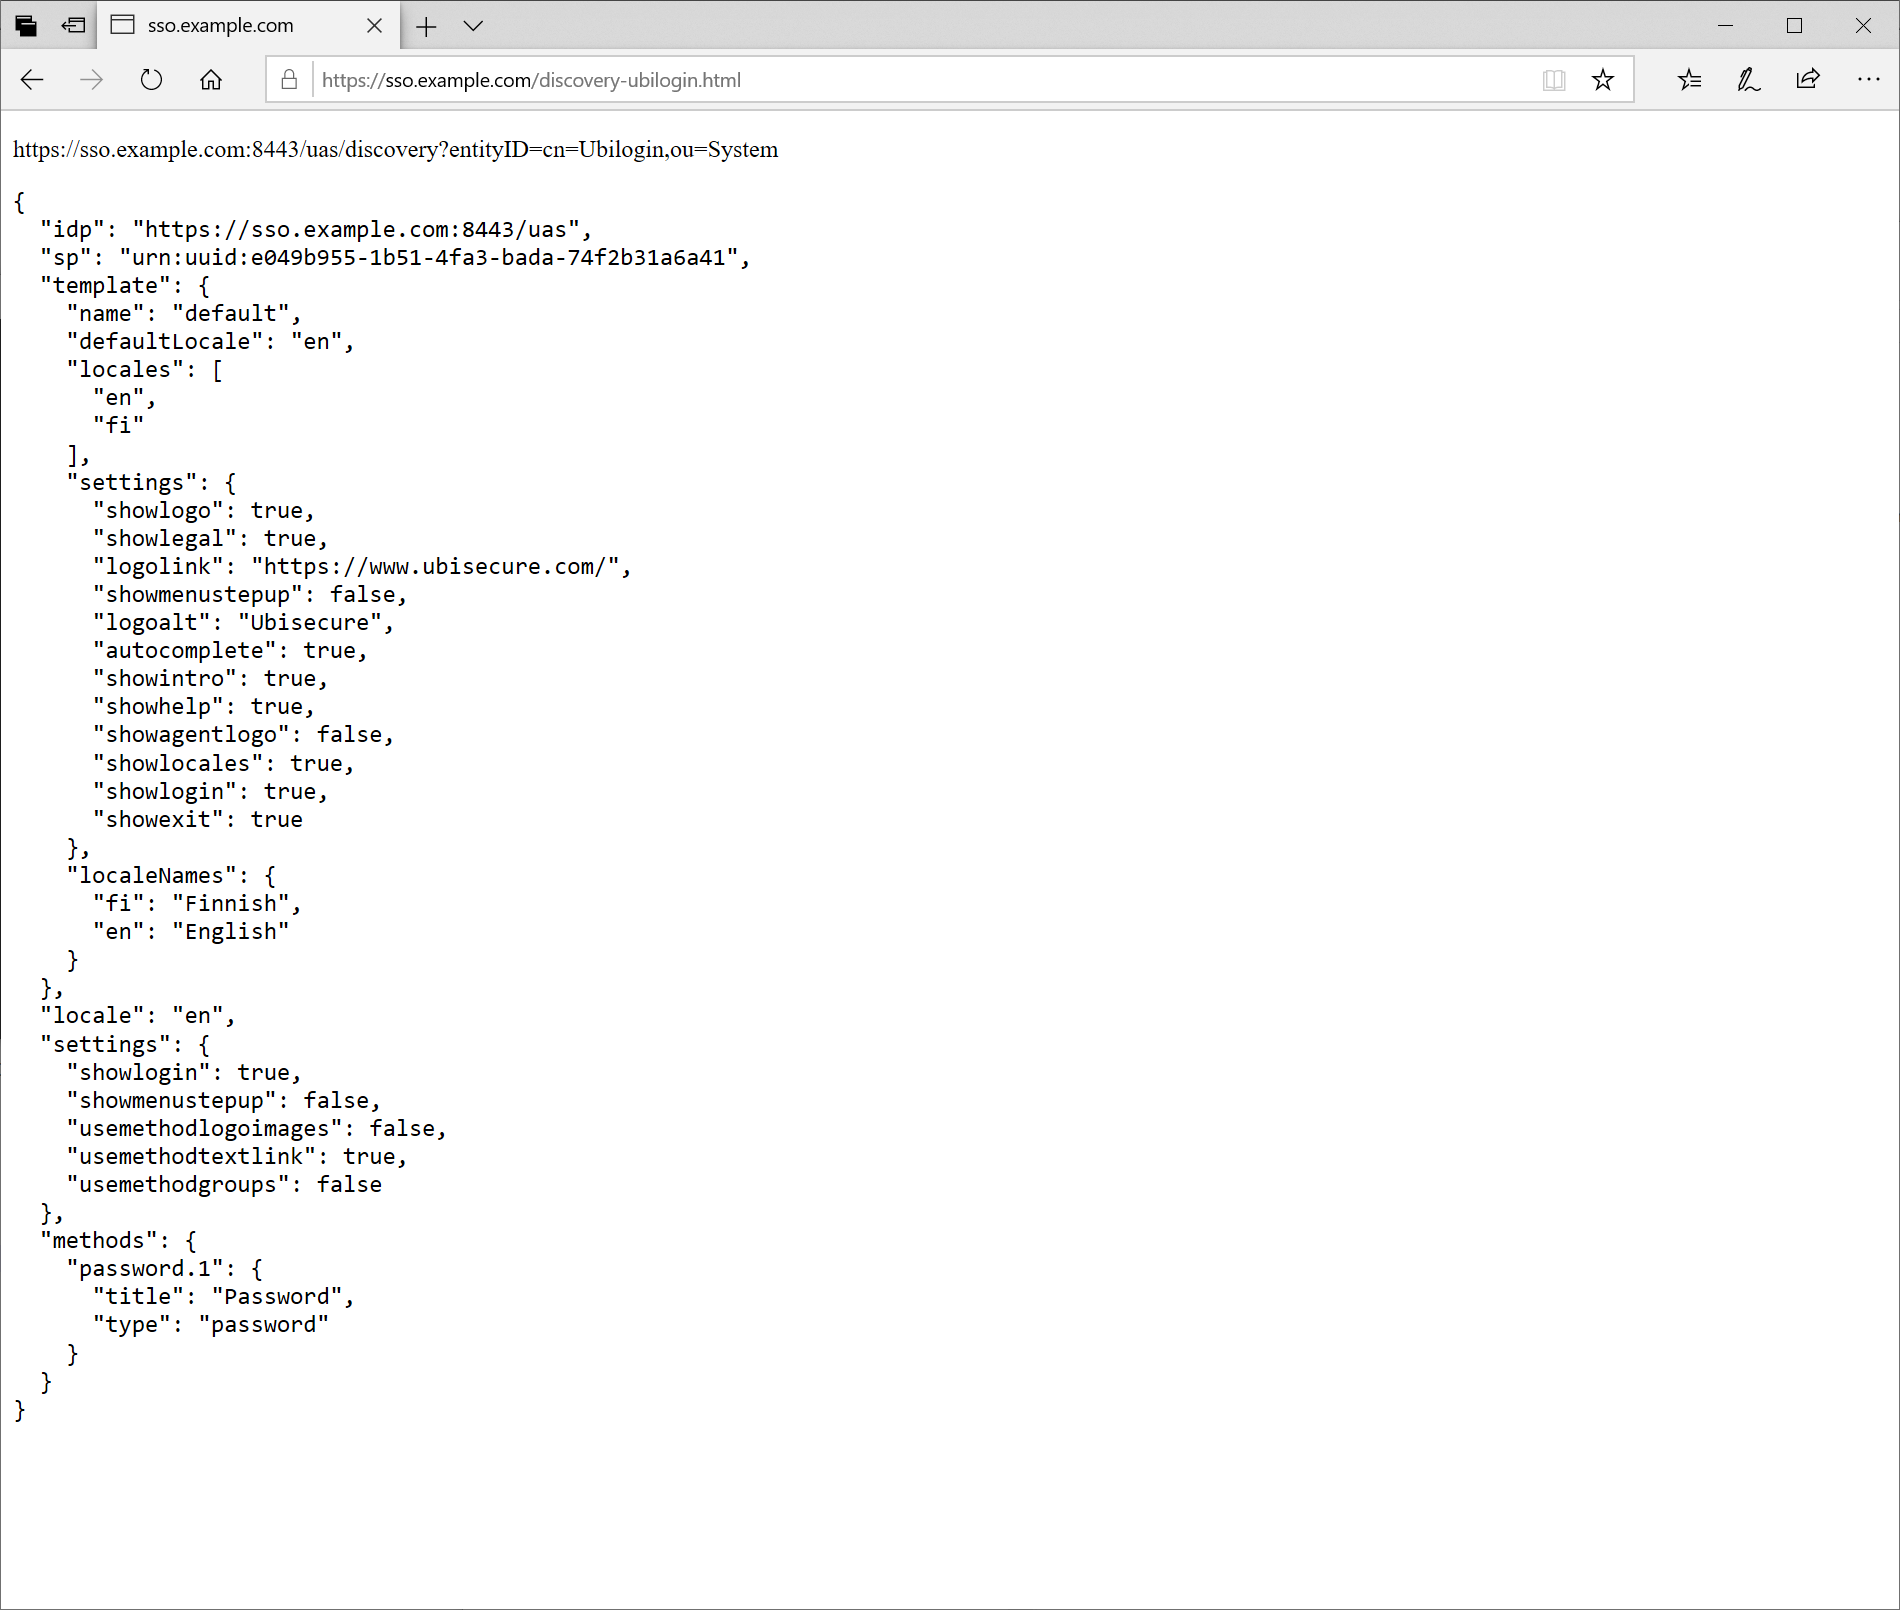 sso.example.com
https://sso.example.com/discovery-ubilogin.html
https://sso.example.com:8443/uas/discovery?entityID=cn=Ubilogin,ou=System
{
  "idp": "https://sso.example.com:8443/uas",
  "sp": "urn:uuid:e049b955-1b51-4fa3-bada-74f2b31a6a41",
  "template": {
    "name": "default",
    "defaultLocale": "en",
    "locales": [
      "en",
      "fi"
    ],
    "settings": {
      "showlogo": true,
      "showlegal": true,
      "logolink": "https://www.ubisecure.com/",
      "showmenustepup": false,
      "logoalt": "Ubisecure",
      "autocomplete": true,
      "showintro": true,
      "showhelp": true,
      "showagentlogo": false,
      "showlocales": true,
      "showlogin": true,
      "showexit": true
    },
    "localeNames": {
      "fi": "Finnish",
      "en": "English"
    }
  },
  "locale": "en",
  "settings": {
    "showlogin": true,
    "showmenustepup": false,
    "usemethodlogoimages": false,
    "usemethodtextlink": true,
    "usemethodgroups": false
  },
  "methods": {
    "password.1": {
      "title": "Password",
      "type": "password"
    }
  }
}